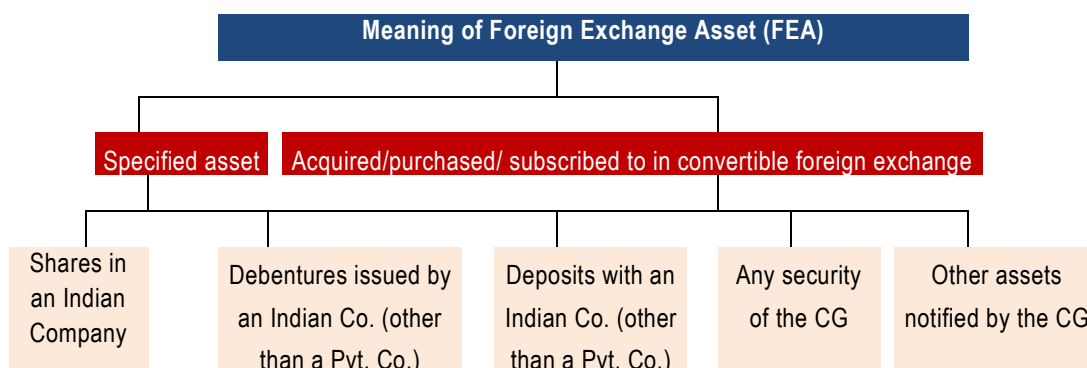 Meaning of Foreign Exchange Asset (FEA)
Specified asset
Acquired/purchased/ subscribed to in convertible foreign exchange
Shares in
an Indian
Company
Debentures issued by
an Indian Co. (other
than a Pvt. Co.)
Deposits with an
Indian Co. (other
than a Pvt. Co.)
Any security
of the CG
Other assets
notified by the CG